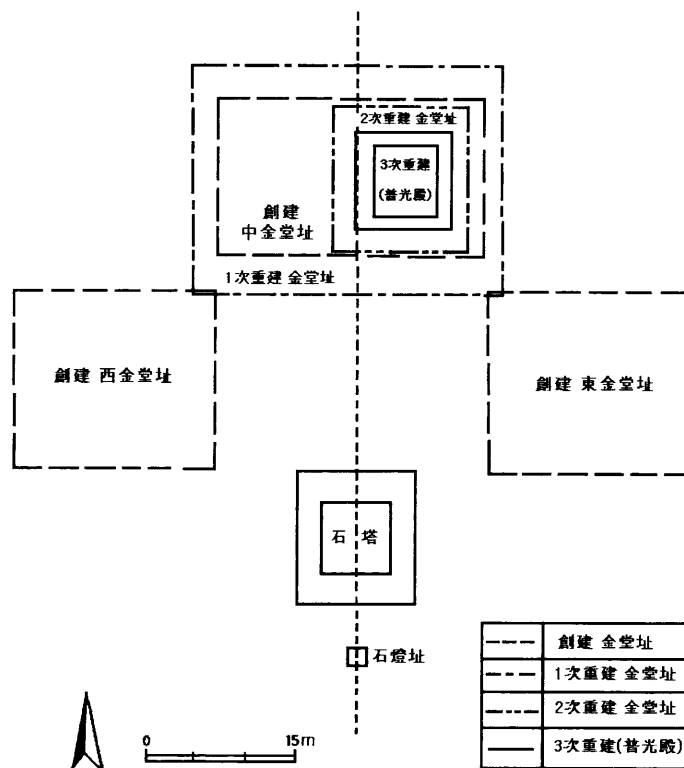 2次重建 金堂址
3次重建
(普光殿)
創建
中金堂址
1次重建 金堂址
創建 西金堂址
創建 東金堂址
石 塔
石燈址
0 15m
創建 金堂址
1次重建 金堂址
2次重建 金堂址
3次重建(普光殿)